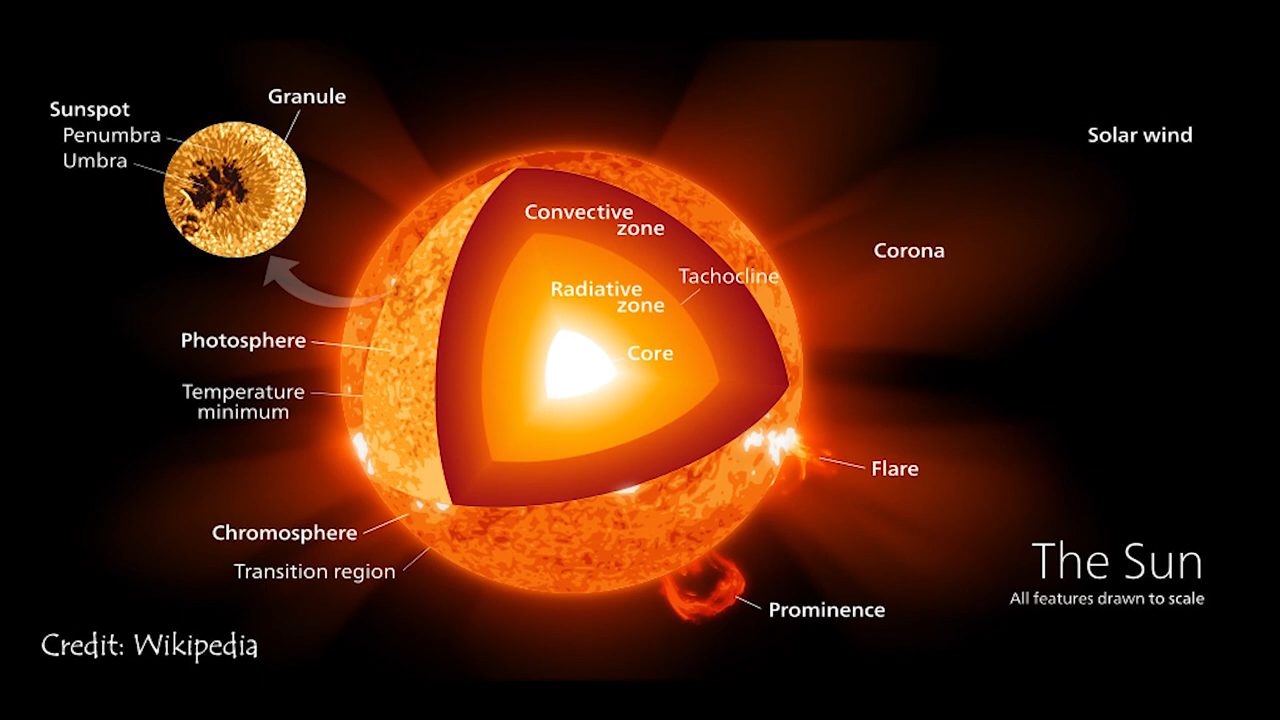 Sunspot
Penumbra
Umbra
Granule
Solar wind
Convective
zone
Corona
Tachocline
Radiative
zone
Core
Photosphere
Temperature
minimum
Flare
Chromosphere
Transition region
Prominence
The Sun
All features drawn to scale
Credit: Wikipedia